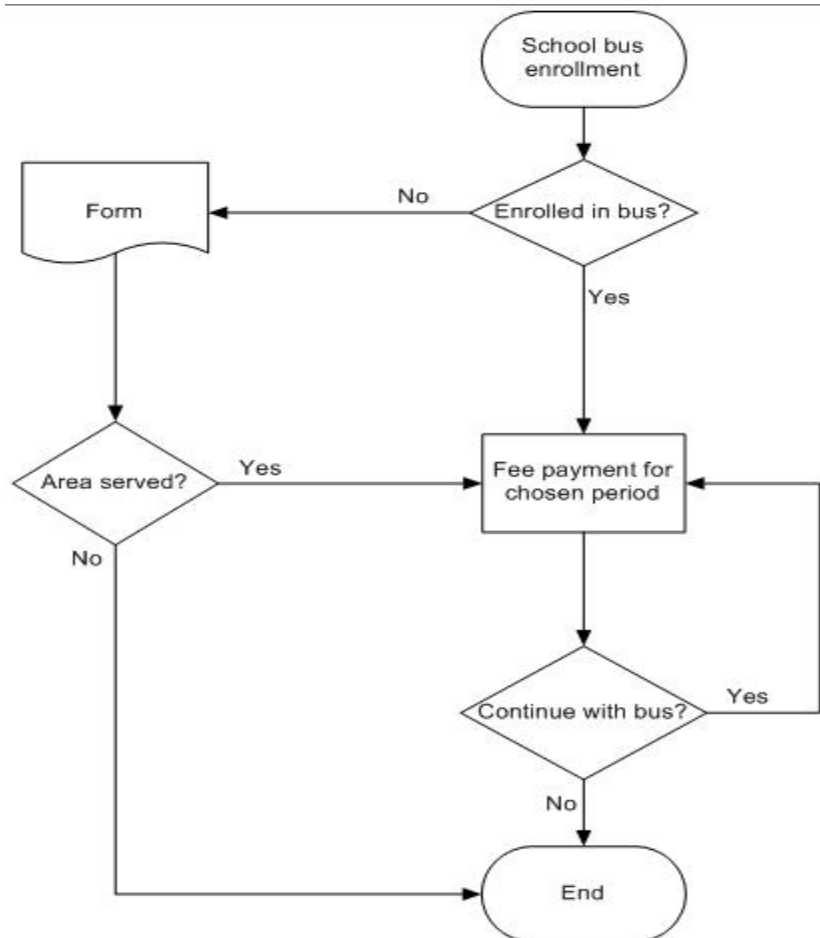 School bus
enrollment
No
Enrolled in bus?
Form
Yes
Area served?
Yes
Fee payment for
chosen period
No
Continue with bus?
Yes
No
End